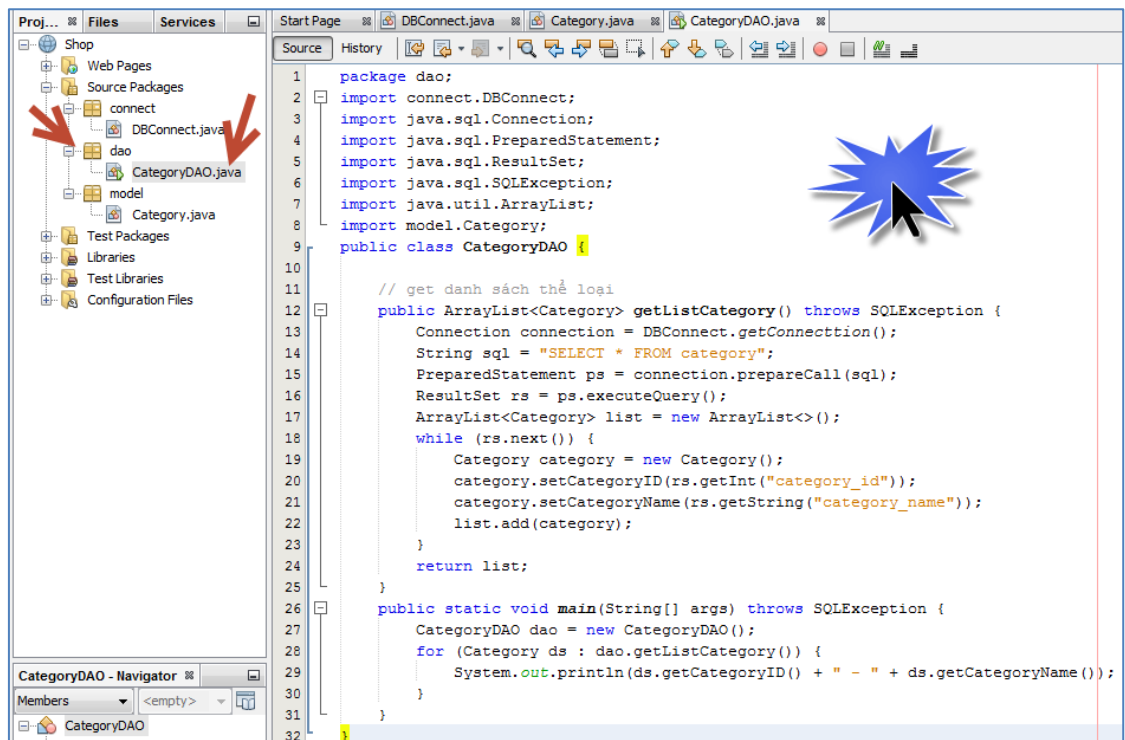 Proj... Files Services
Shop
Web Pages
Source Packages
connect
DBConnect.java
dao
CategoryDAO.java
model
Category.java
Test Packages
Libraries
Test Libraries
Configuration Files
CategoryDAO - Navigator
Members <empty>
CategoryDAO
Start Page DBConnect.java Category.java CategoryDAO.java
Source History
1 package dao;
2 import connect.DBConnect;
3 import java.sql.Connection;
4 import java.sql.PreparedStatement;
5 import java.sql.ResultSet;
6 import java.sql.SQLException;
7 import java.util.ArrayList;
8 import model.Category;
9 public class CategoryDAO {
10
11 // get danh sách thể loại
12 public ArrayList<Category> getListCategory() throws SQLException {
13 Connection connection = DBConnect.getConnecttion();
14 String sql = "SELECT * FROM category";
15 PreparedStatement ps = connection.prepareCall(sql);
16 ResultSet rs = ps.executeQuery();
17 ArrayList<Category> list = new ArrayList<>();
18 while (rs.next()) {
19 Category category = new Category();
20 category.setCategoryID(rs.getInt("category_id"));
21 category.setCategoryName(rs.getString("category_name"));
22 list.add(category);
23 }
24 return list;
25 }
26 public static void main(String[] args) throws SQLException {
27 CategoryDAO dao = new CategoryDAO();
28 for (Category ds : dao.getListCategory()) {
29 System.out.println(ds.getCategoryID() + " - " + ds.getCategoryName());
30 }
31 }
32 }